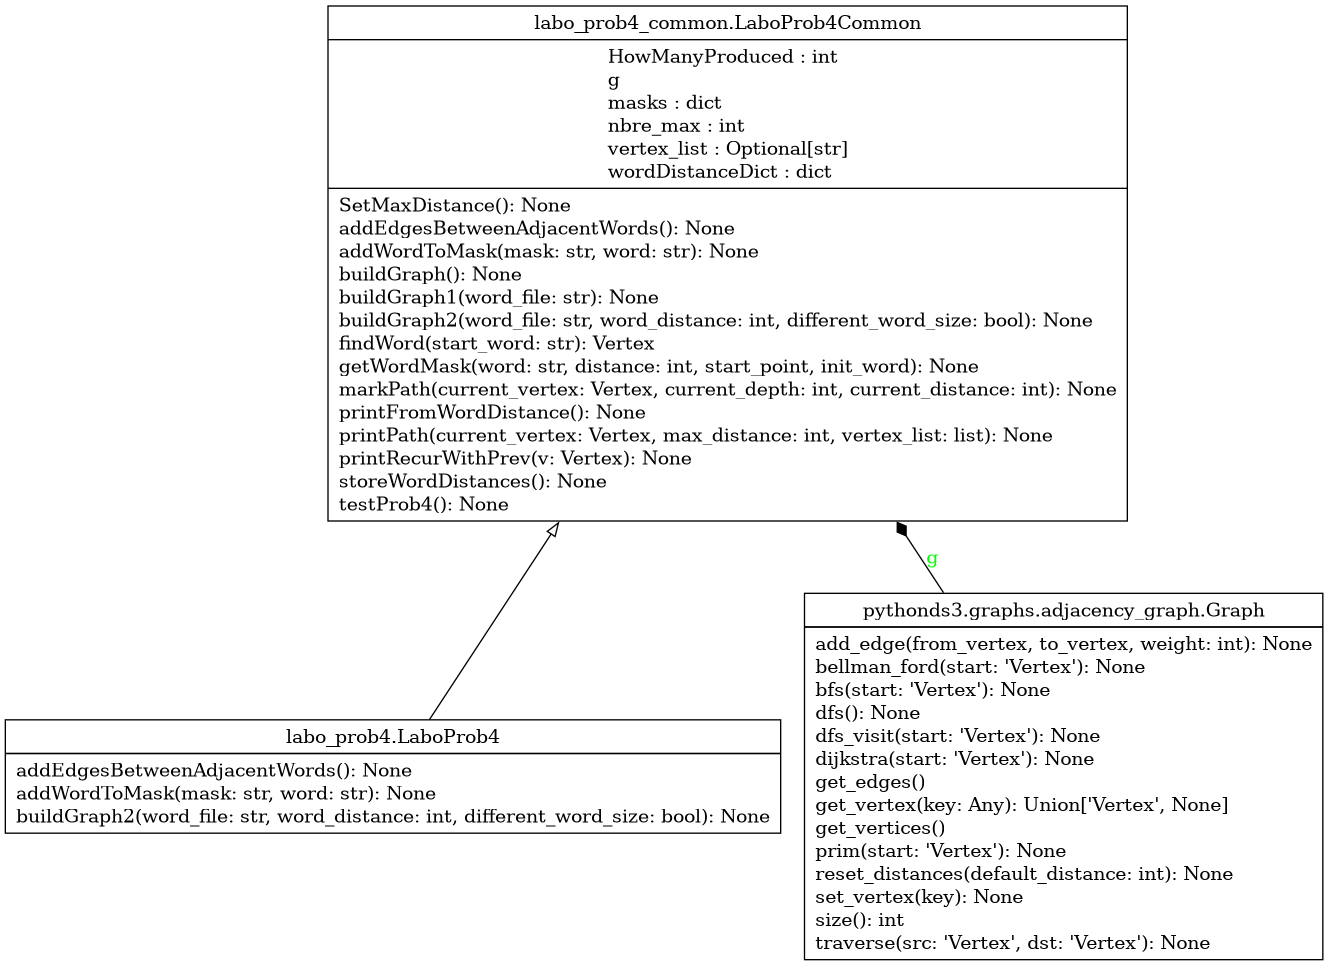 labo_prob4_common.LaboProb4Common
HowManyProduced : int
g
masks : dict
nbre_max : int
vertex_list : Optional[str]
wordDistanceDict : dict
SetMaxDistance(): None
addEdgesBetweenAdjacentWords(): None
addWordToMask(mask: str, word: str): None
buildGraph(): None
buildGraph1(word_file: str): None
buildGraph2(word_file: str, word_distance: int, different_word_size: bool): None
findWord(start_word: str): Vertex
getWordMask(word: str, distance: int, start_point, init_word): None
markPath(current_vertex: Vertex, current_depth: int, current_distance: int): None
printFromWordDistance(): None
printPath(current_vertex: Vertex, max_distance: int, vertex_list: list): None
printRecurWithPrev(v: Vertex): None
storeWordDistances(): None
testProb4(): None
g
labo_prob4.LaboProb4
addEdgesBetweenAdjacentWords(): None
addWordToMask(mask: str, word: str): None
buildGraph2(word_file: str, word_distance: int, different_word_size: bool): None
pythonds3.graphs.adjacency_graph.Graph
add_edge(from_vertex, to_vertex, weight: int): None
bellman_ford(start: 'Vertex'): None
bfs(start: 'Vertex'): None
dfs(): None
dfs_visit(start: 'Vertex'): None
dijkstra(start: 'Vertex'): None
get_edges()
get_vertex(key: Any): Union['Vertex', None]
get_vertices()
prim(start: 'Vertex'): None
reset_distances(default_distance: int): None
set_vertex(key): None
size(): int
traverse(src: 'Vertex', dst: 'Vertex'): None